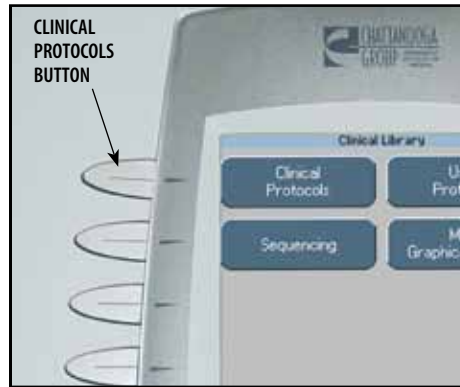 CLINICAL
PROTOCOLS
BUTTON
CHATTANOOGA
GROUP
Clinical Library
Clinical
Protocols
Sequencing